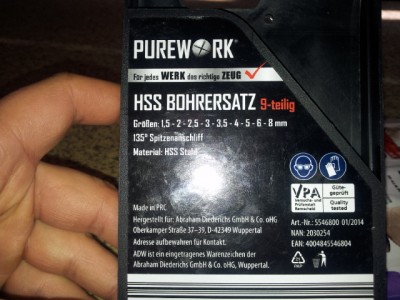 PUREWORK®
Für jedes WERK das richtige ZEUG
HSS BOHRERSATZ 9-teilig
Größen: 1,5 - 2 - 2,5 - 3 - 3,5 - 4 - 5 - 6 - 8 mm
135° Spitzenanschliff
Material: HSS Stahl
VPA
Versuchs- und Prüfanstalt
Remscheid
Güte-
geprüft
Quality
tested
Made in PRC
Hergestellt für: Abraham Diederichs GmbH & Co. oHG
Oberkamper Straße 37–39, D-42349 Wuppertal
Adresse aufbewahren für Kontakt.
ADW ist ein eingetragenes Warenzeichen der
Abraham Diederichs GmbH & Co. oHG, Wuppertal.
Art.-Nr.: 5546800 01/2014
NAN: 2030254
EAN: 4004845546804